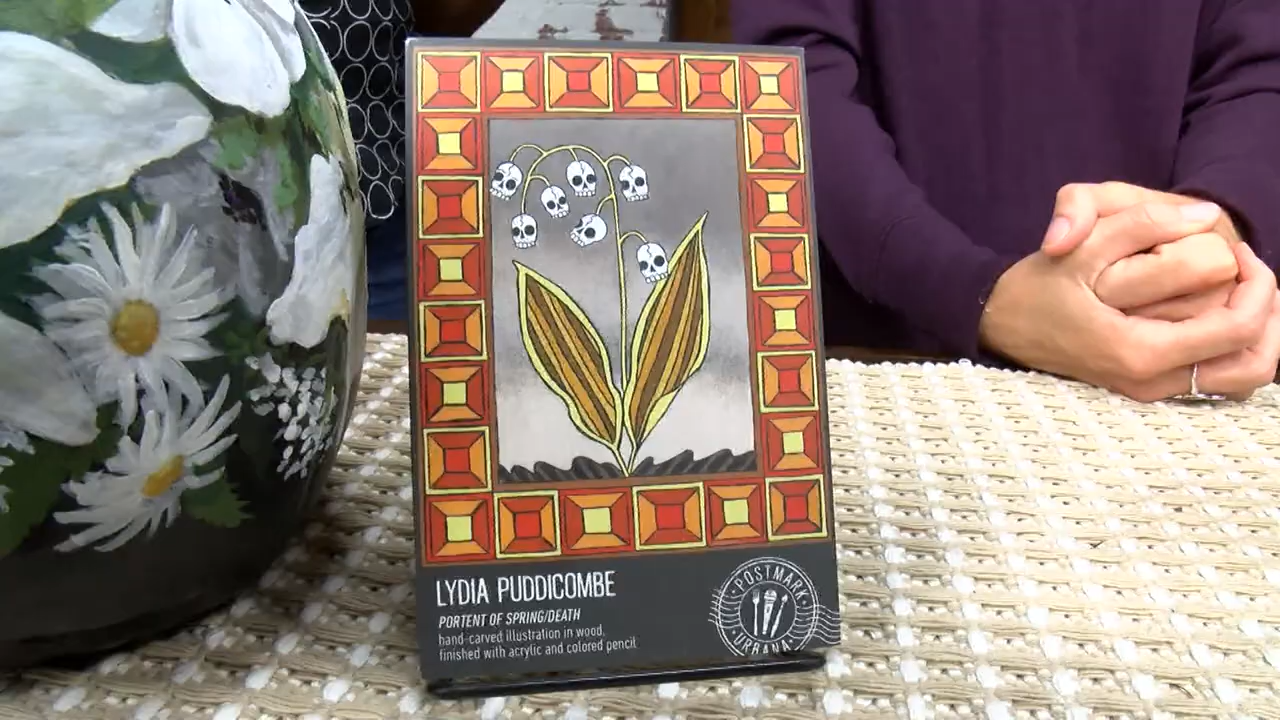 LYDIA PUDDICOMBE
PORTENT OF SPRING/DEATH
hand-carved illustration in wood,
finished with acrylic and colored pencil
POSTMARK
URBANA